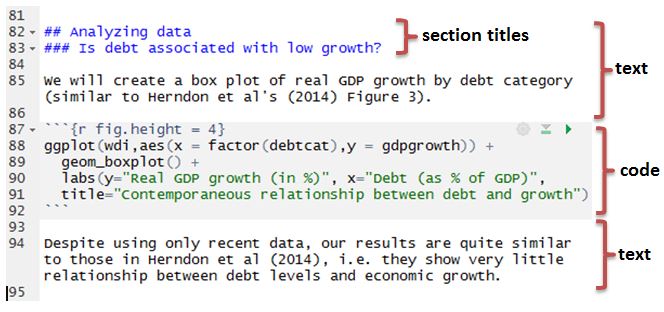 81
82 ## Analyzing data
83 ### Is debt associated with low growth?
section titles
84
85 We will create a box plot of real GDP growth by debt category
(similar to Herndon et al's (2014) Figure 3).
86
text
87 ```{r fig.height = 4}
88 ggplot(wdi,aes(x = factor(debtcat),y = gdpgrowth)) +
89 geom_boxplot() +
90 labs(y="Real GDP growth (in %)", x="Debt (as % of GDP)",
91 title="Contemporaneous relationship between debt and growth")
92 ```
code
93
94 Despite using only recent data, our results are quite similar
to those in Herndon et al (2014), i.e. they show very little
relationship between debt levels and economic growth.
text
95